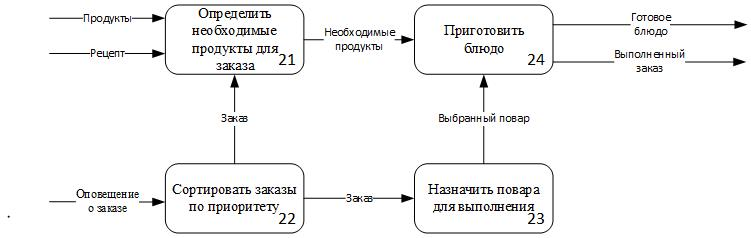 Продукты
Рецепт
Определить
необходимые
продукты для
заказа
21
Необходимые
продукты
Приготовить
блюдо
24
Готовое
блюдо
Выполненный
заказ
Заказ
Выбранный повар
Оповещение
о заказе
Сортировать заказы
по приоритету
22
Заказ
Назначить повара
для выполнения
23
.